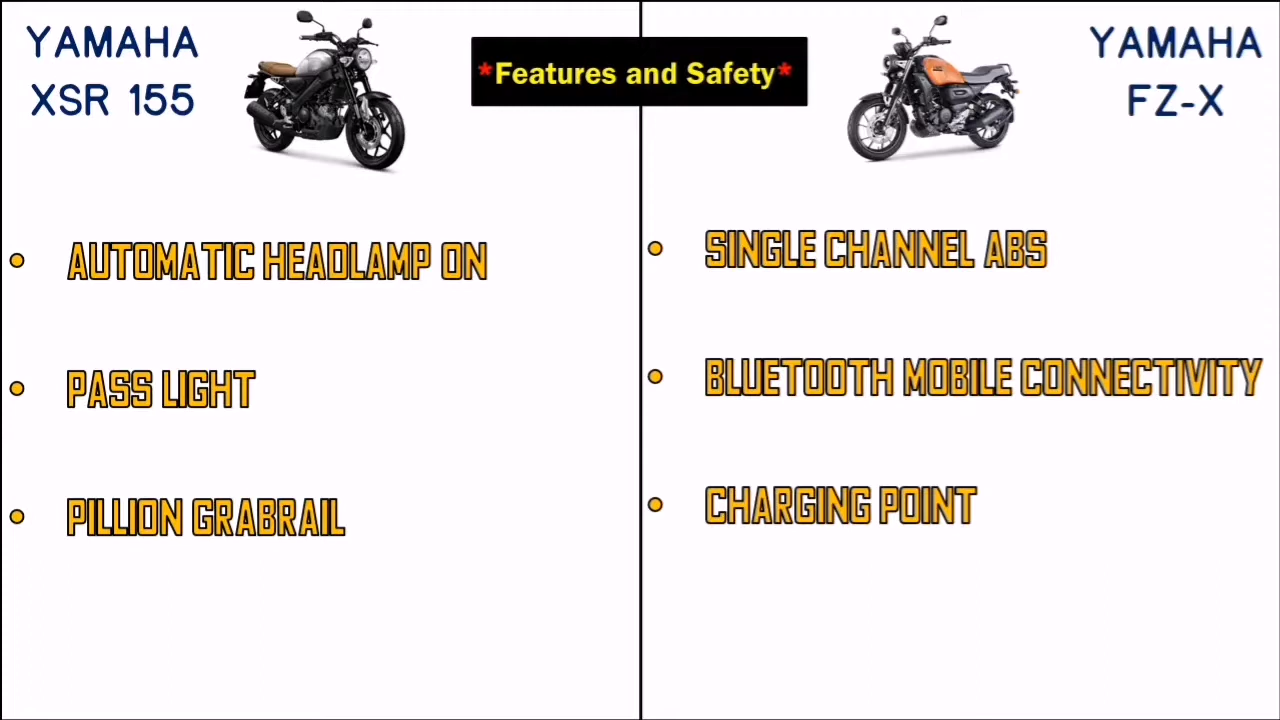 YAMAHA
XSR 155
*Features and Safety*
YAMAHA
FZ-X
• AUTOMATIC HEADLAMP ON
• PASS LIGHT
• PILLION GRABRAIL
• SINGLE CHANNEL ABS
• BLUETOOTH MOBILE CONNECTIVITY
• CHARGING POINT